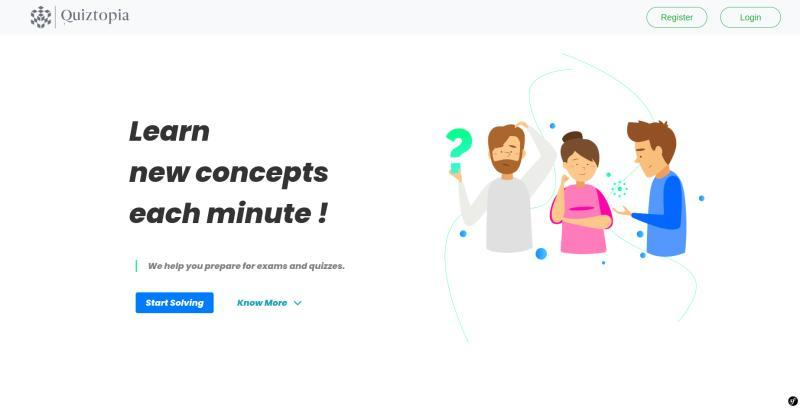 Quiztopia
Register
Login
Learn
new concepts
each minute !
?
We help you prepare for exams and quizzes.
Start Solving
Know More